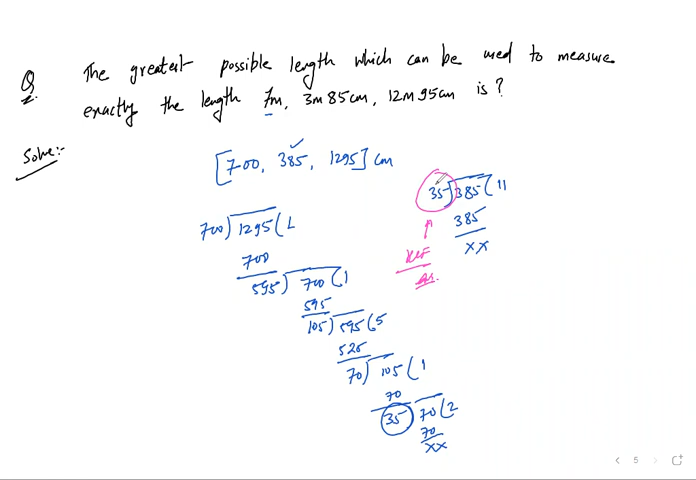 Q. The greatest possible length which can be used to measure
exactly the length 7m, 3m 85cm, 12m 95cm is?
Solve:-
[700, 385, 1295] cm
35) 385 (11
385
xx
HCF
Ans.
700) 1295 (1
700
595) 700 (1
595
105) 595 (5
525
70) 105 (1
70
35) 70 (2
70
xx
5